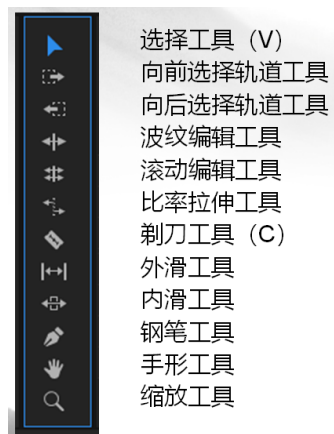 选择工具（V）
向前选择轨道工具
向后选择轨道工具
波纹编辑工具
滚动编辑工具
比率拉伸工具
剃刀工具（C）
外滑工具
内滑工具
钢笔工具
手形工具
缩放工具